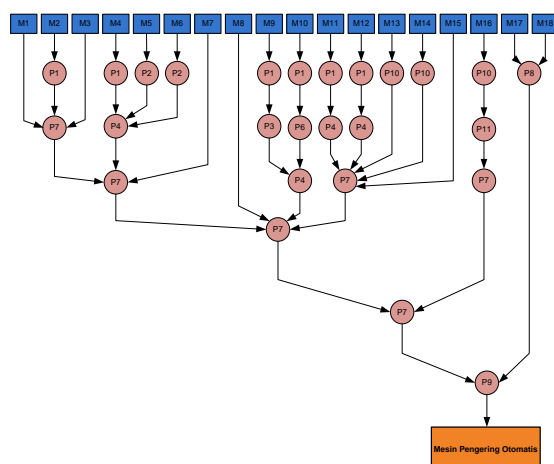 M1 M2 M3 M4 M5 M6 M7 M8 M9 M10 M11 M12 M13 M14 M15 M16 M17 M18
P1 P1 P2 P2 P1 P1 P1 P1 P10 P10 P10 P8
P7 P4 P3 P6 P4 P4 P11
P7 P4 P7 P7
P7
P7
P9
Mesin Pengering Otomatis